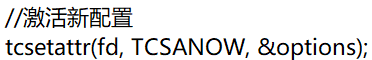 //激活新配置
tcsetattr(fd, TCSANOW, &options);